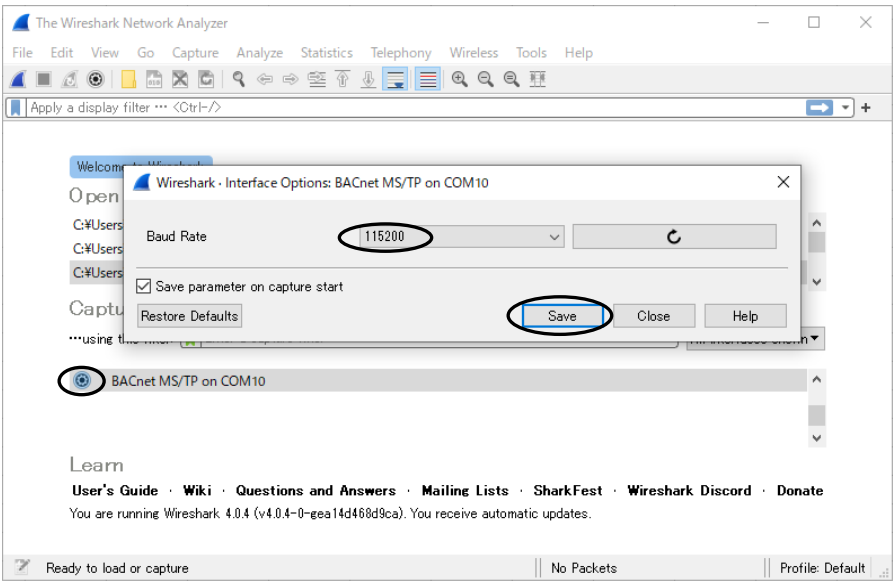 The Wireshark Network Analyzer
File Edit View Go Capture Analyze Statistics Telephony Wireless Tools Help
Apply a display filter … <Ctrl-/>
Welcome to Wireshark
Wireshark · Interface Options: BACnet MS/TP on COM10
Open
C:¥Users
Baud Rate 115200
C:¥Users
C:¥Users
Save parameter on capture start
Restore Defaults Save Close Help
…using
BACnet MS/TP on COM10
Learn
User's Guide · Wiki · Questions and Answers · Mailing Lists · SharkFest · Wireshark Discord · Donate
You are running Wireshark 4.0.4 (v4.0.4-0-gea14d468d9ca). You receive automatic updates.
Ready to load or capture No Packets Profile: Default